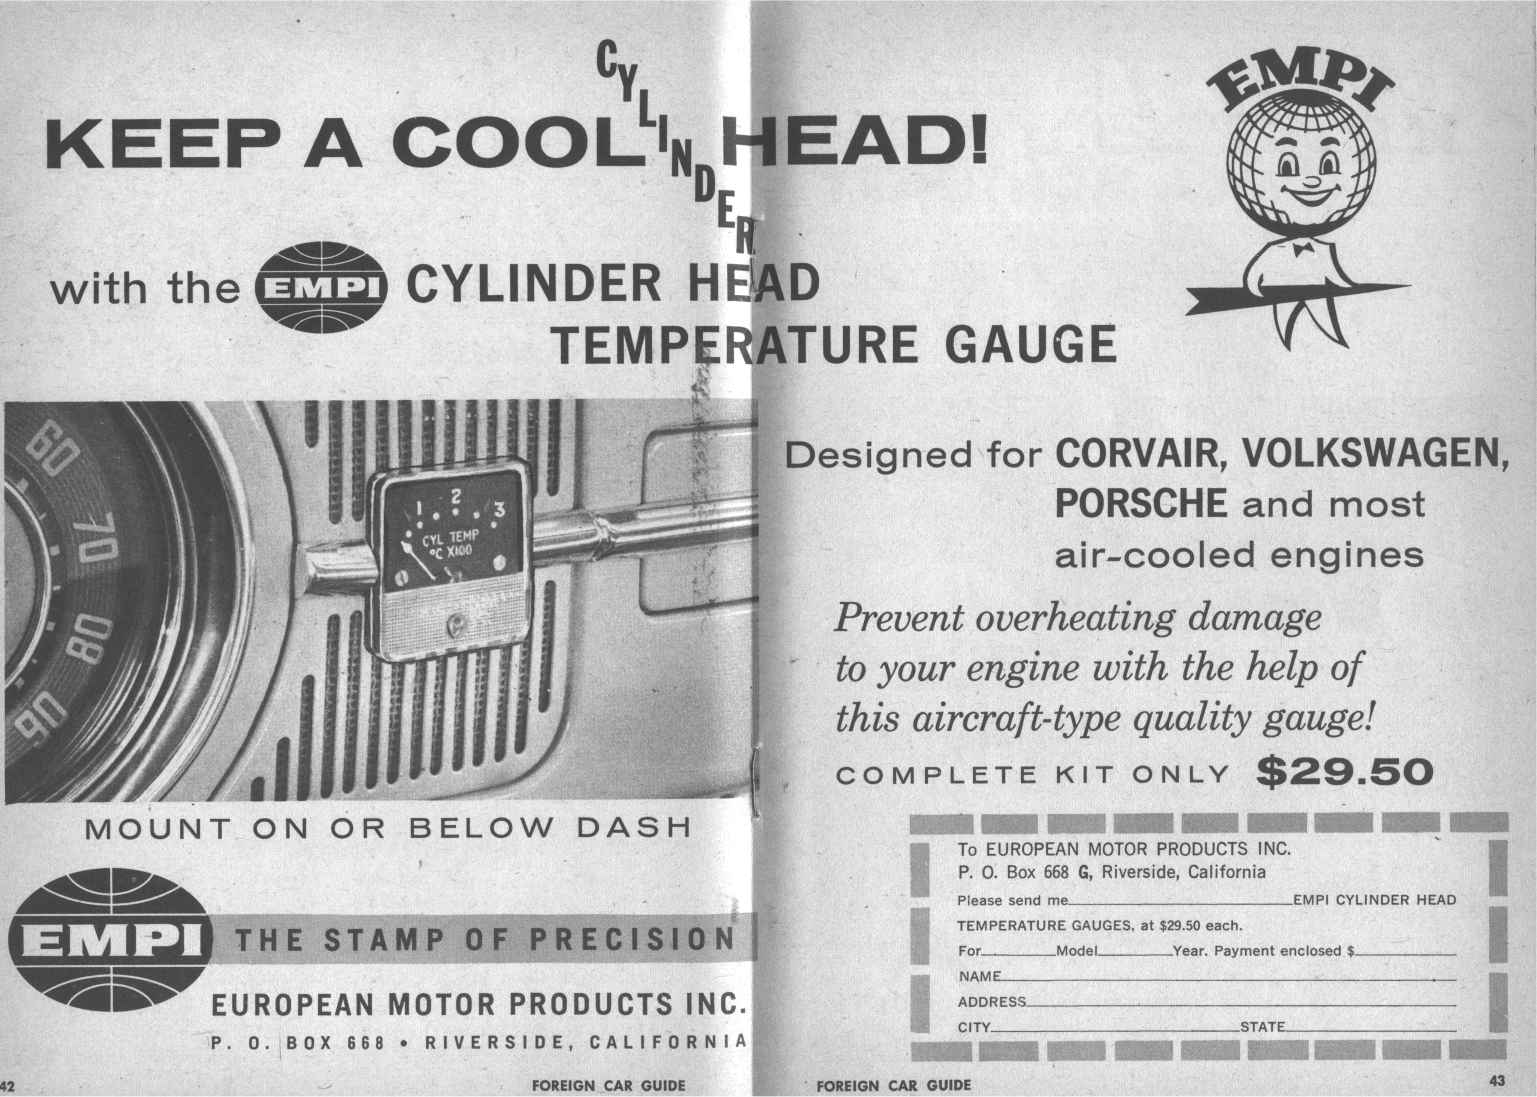 KEEP A COOL CYLINDER HEAD!
with the EMPI CYLINDER HEAD
TEMPERATURE GAUGE
60
70
80
90
1 2 3
CYL TEMP
°C X100
MOUNT ON OR BELOW DASH
EMPI THE STAMP OF PRECISION
EUROPEAN MOTOR PRODUCTS INC.
P. O. BOX 668 • RIVERSIDE, CALIFORNIA
42
FOREIGN CAR GUIDE
EMPI
Designed for CORVAIR, VOLKSWAGEN,
PORSCHE and most
air-cooled engines
Prevent overheating damage
to your engine with the help of
this aircraft-type quality gauge!
COMPLETE KIT ONLY $29.50
To EUROPEAN MOTOR PRODUCTS INC.
P. O. Box 668 G, Riverside, California
Please send me EMPI CYLINDER HEAD
TEMPERATURE GAUGES, at $29.50 each.
For Model Year. Payment enclosed $
NAME
ADDRESS
CITY STATE
FOREIGN CAR GUIDE
43